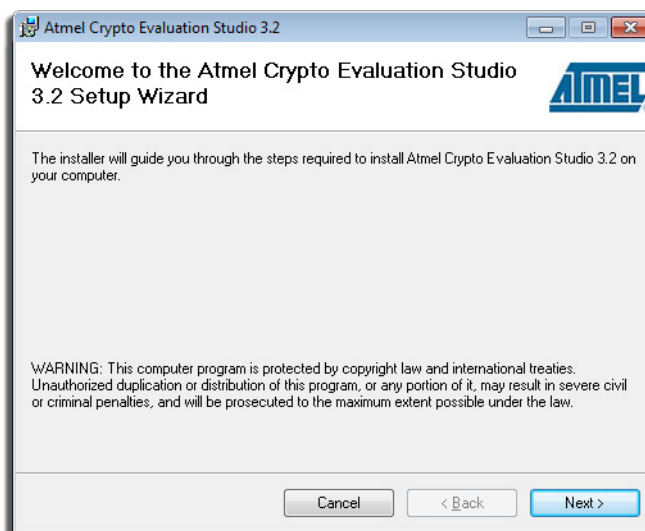 Atmel Crypto Evaluation Studio 3.2
Welcome to the Atmel Crypto Evaluation Studio
3.2 Setup Wizard
ATMEL
The installer will guide you through the steps required to install Atmel Crypto Evaluation Studio 3.2 on
your computer.
WARNING: This computer program is protected by copyright law and international treaties.
Unauthorized duplication or distribution of this program, or any portion of it, may result in severe civil
or criminal penalties, and will be prosecuted to the maximum extent possible under the law.
Cancel
< Back
Next >